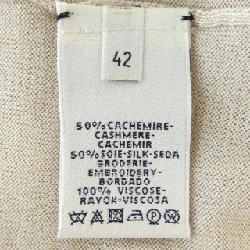 42
50% CACHEMIRE-
CASHMERE-
CACHEMIR
50% SOIE-SILK-SEDA
BRODERIE-
EMBROIDERY-
BORDADO
100% VISCOSE-
RAYON-VISCOSA